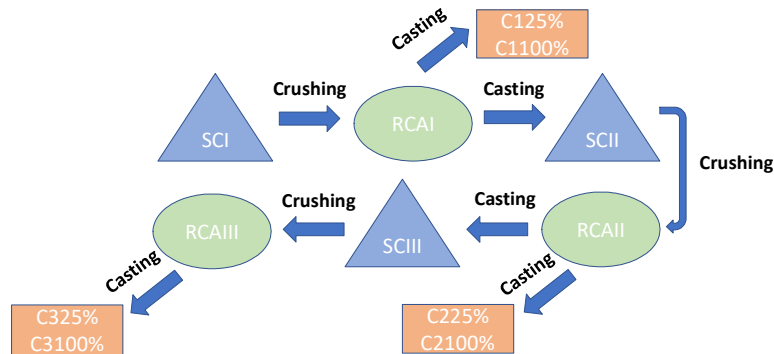 Casting
C125%
C1100%
Crushing
Casting
SCI
RCAI
SCII
Crushing
Crushing
Casting
RCAIII
SCIII
RCAII
Casting
Casting
C325%
C3100%
C225%
C2100%